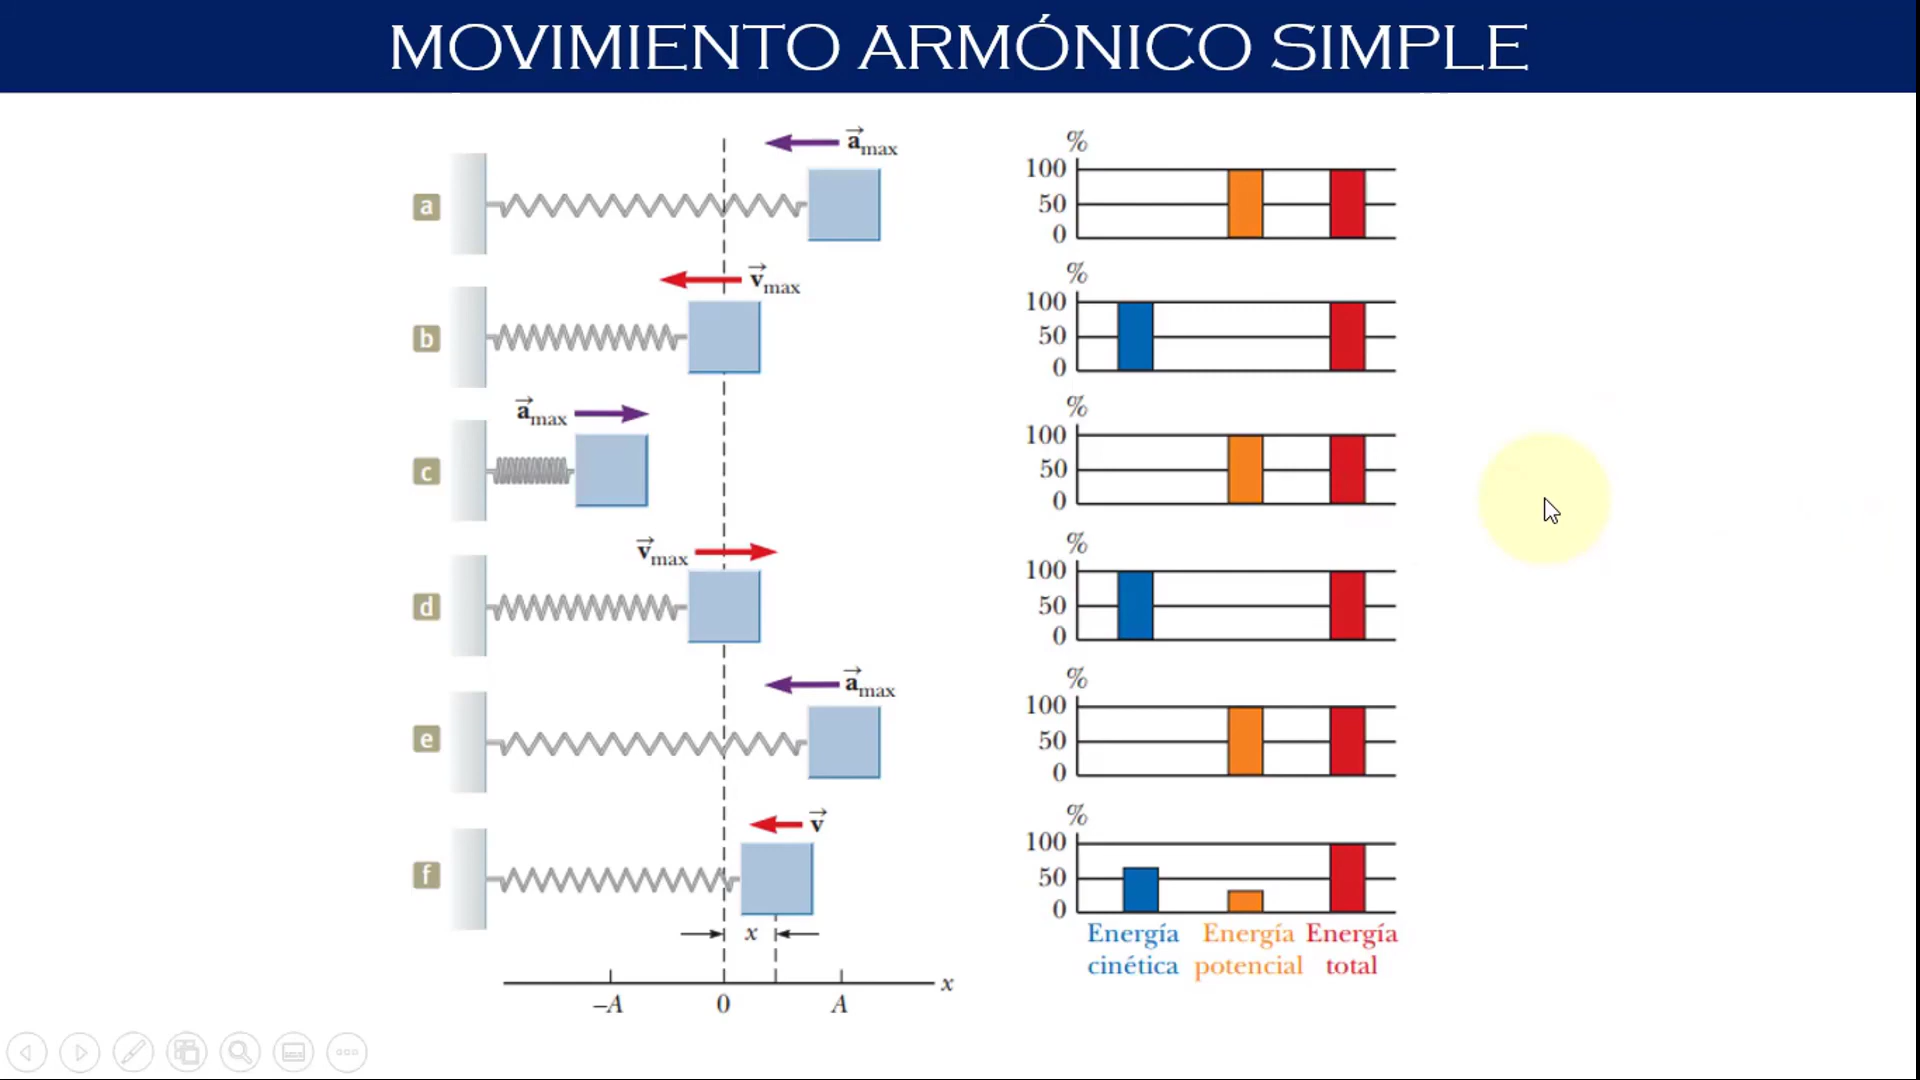 MOVIMIENTO ARMÓNICO SIMPLE
a
a⃗max
%
100
50
0
b
v⃗max
%
100
50
0
c
a⃗max
%
100
50
0
d
v⃗max
%
100
50
0
e
a⃗max
%
100
50
0
f
v⃗
x
%
100
50
0
Energía cinética
Energía potencial
Energía total
–A 0 A x